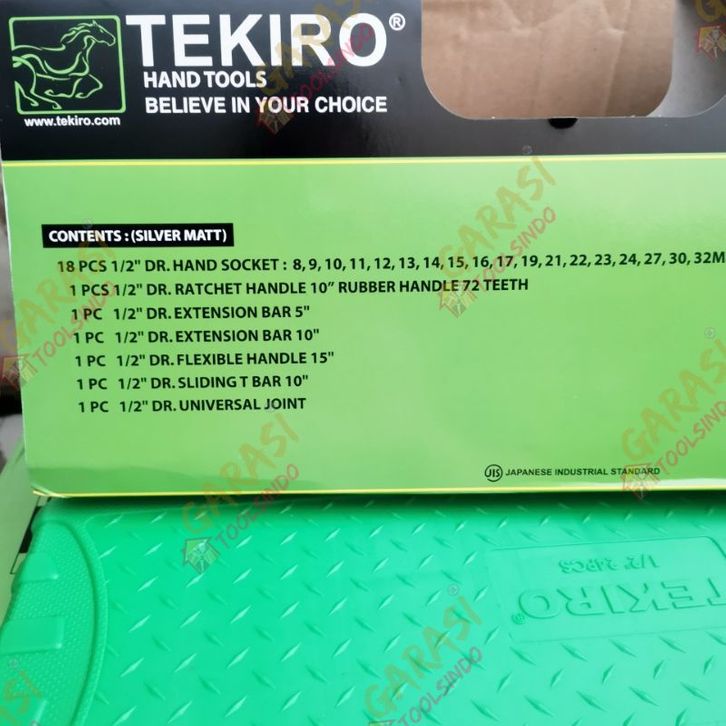 TEKIRO®
HAND TOOLS
BELIEVE IN YOUR CHOICE
www.tekiro.com
CONTENTS : (SILVER MATT)
18 PCS 1/2" DR. HAND SOCKET : 8, 9, 10, 11, 12, 13, 14, 15, 16, 17, 19, 21, 22, 23, 24, 27, 30, 32M
1 PCS 1/2" DR. RATCHET HANDLE 10" RUBBER HANDLE 72 TEETH
1 PC 1/2" DR. EXTENSION BAR 5"
1 PC 1/2" DR. EXTENSION BAR 10"
1 PC 1/2" DR. FLEXIBLE HANDLE 15"
1 PC 1/2" DR. SLIDING T BAR 10"
1 PC 1/2" DR. UNIVERSAL JOINT
JIS JAPANESE INDUSTRIAL STANDARD
TEKIRO®
1/2" 24PCS
GARASI
TOOLSINDO